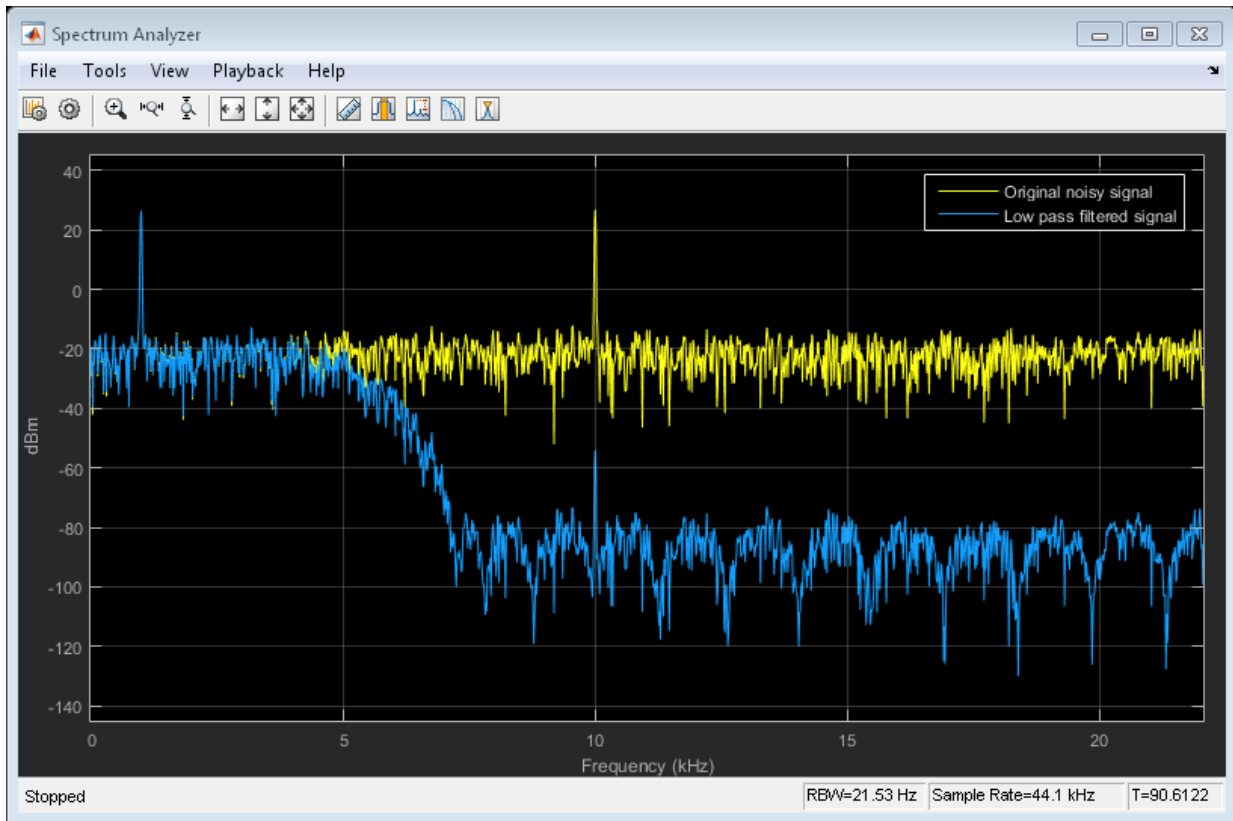 Spectrum Analyzer
File Tools View Playback Help
40
20
0
-20
-40
-60
-80
-100
-120
-140
dBm
Original noisy signal
Low pass filtered signal
0 5 10 15 20
Frequency (kHz)
Stopped RBW=21.53 Hz Sample Rate=44.1 kHz T=90.6122